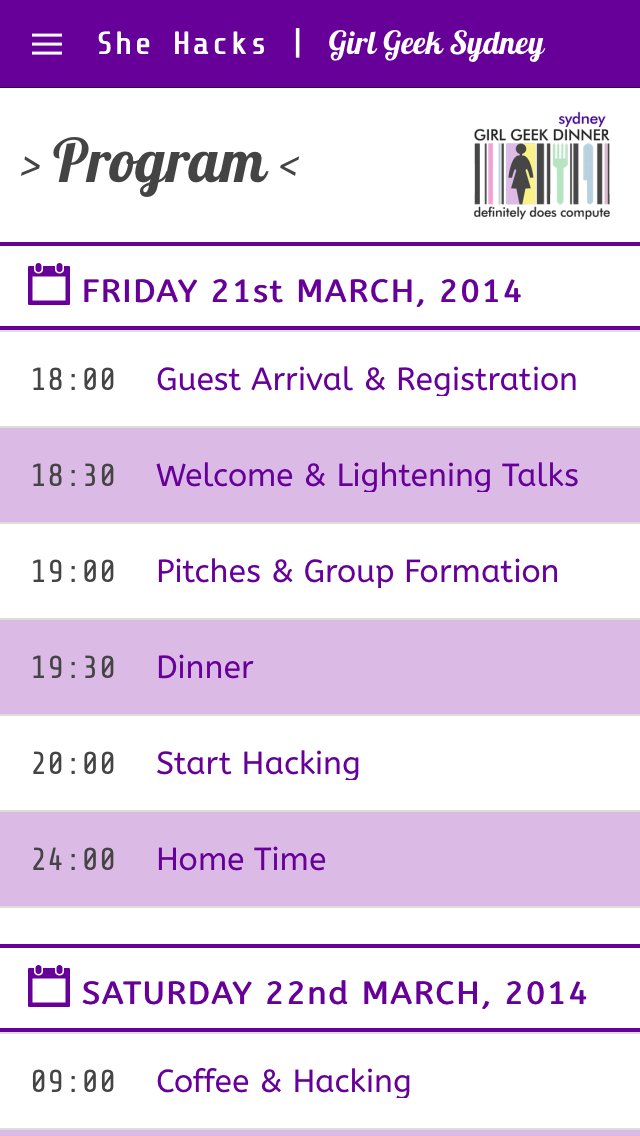 She Hacks | Girl Geek Sydney
> Program <
sydney
GIRL GEEK DINNER
definitely does compute
FRIDAY 21st MARCH, 2014
18:00 Guest Arrival & Registration
18:30 Welcome & Lightening Talks
19:00 Pitches & Group Formation
19:30 Dinner
20:00 Start Hacking
24:00 Home Time
SATURDAY 22nd MARCH, 2014
09:00 Coffee & Hacking